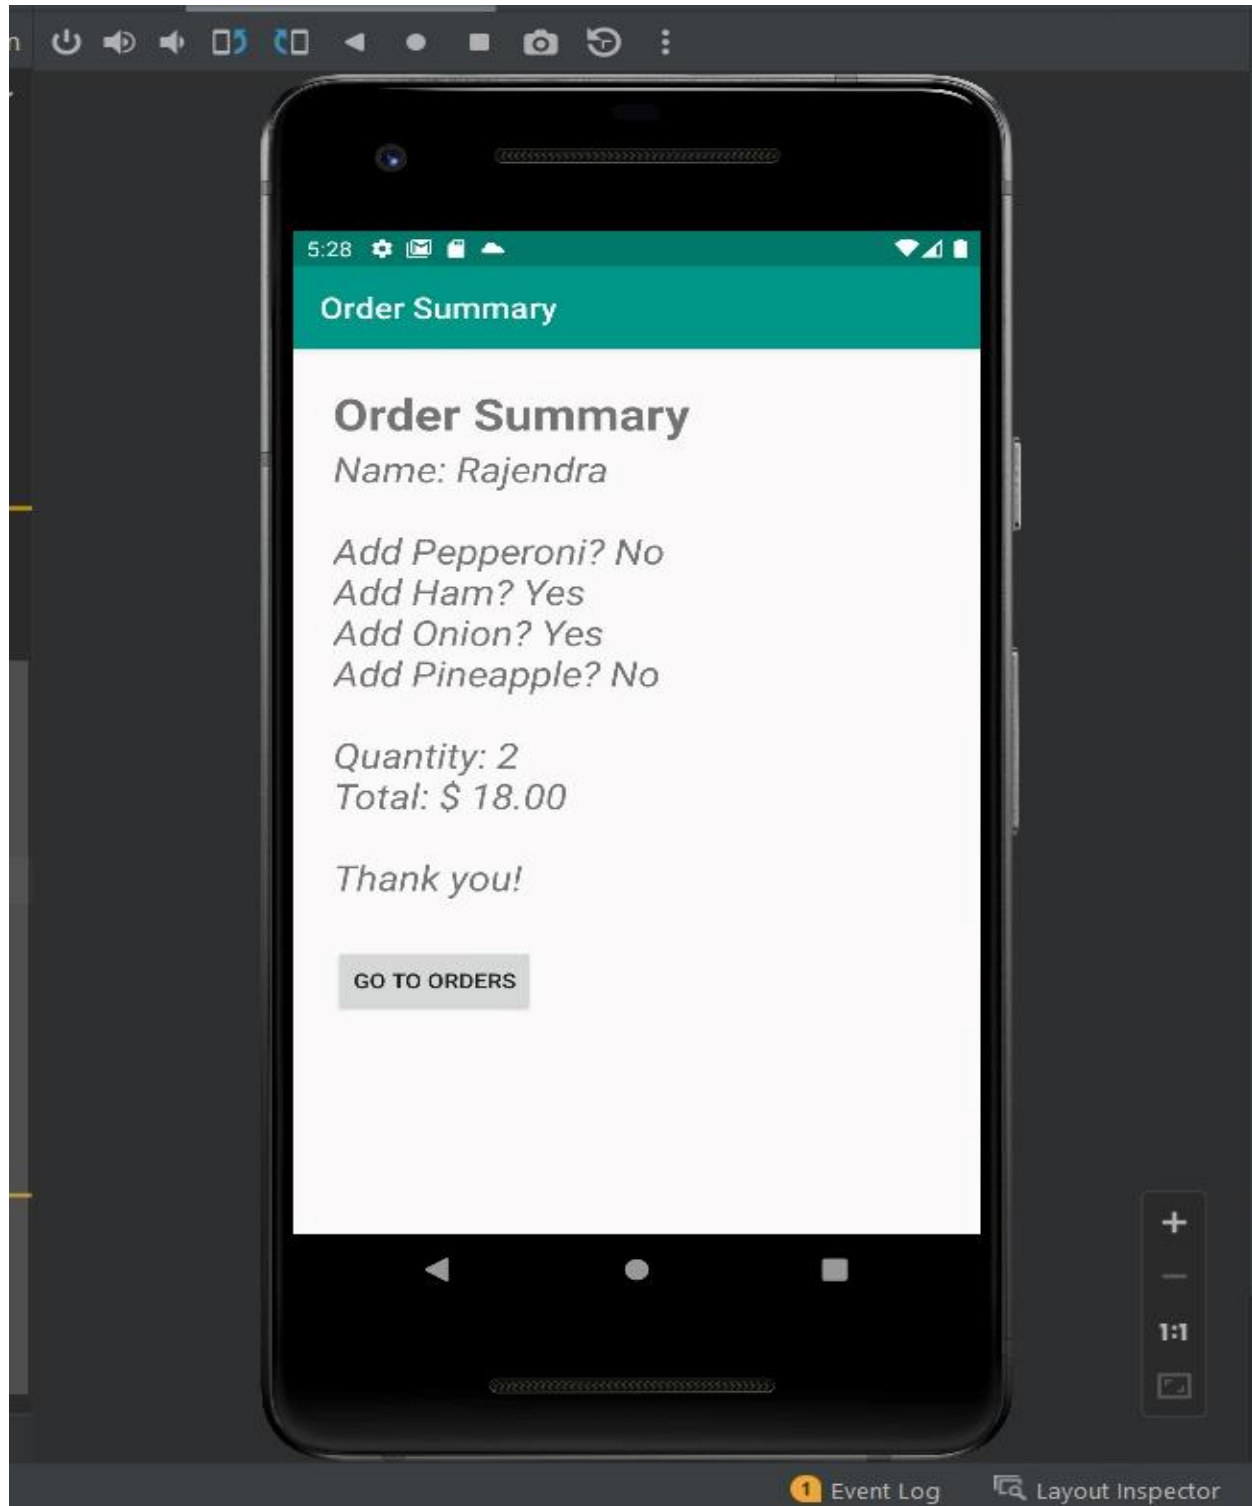 5:28
Order Summary
Order Summary
Name: Rajendra
Add Pepperoni? No
Add Ham? Yes
Add Onion? Yes
Add Pineapple? No
Quantity: 2
Total: $ 18.00
Thank you!
GO TO ORDERS
1:1
1 Event Log
Layout Inspector